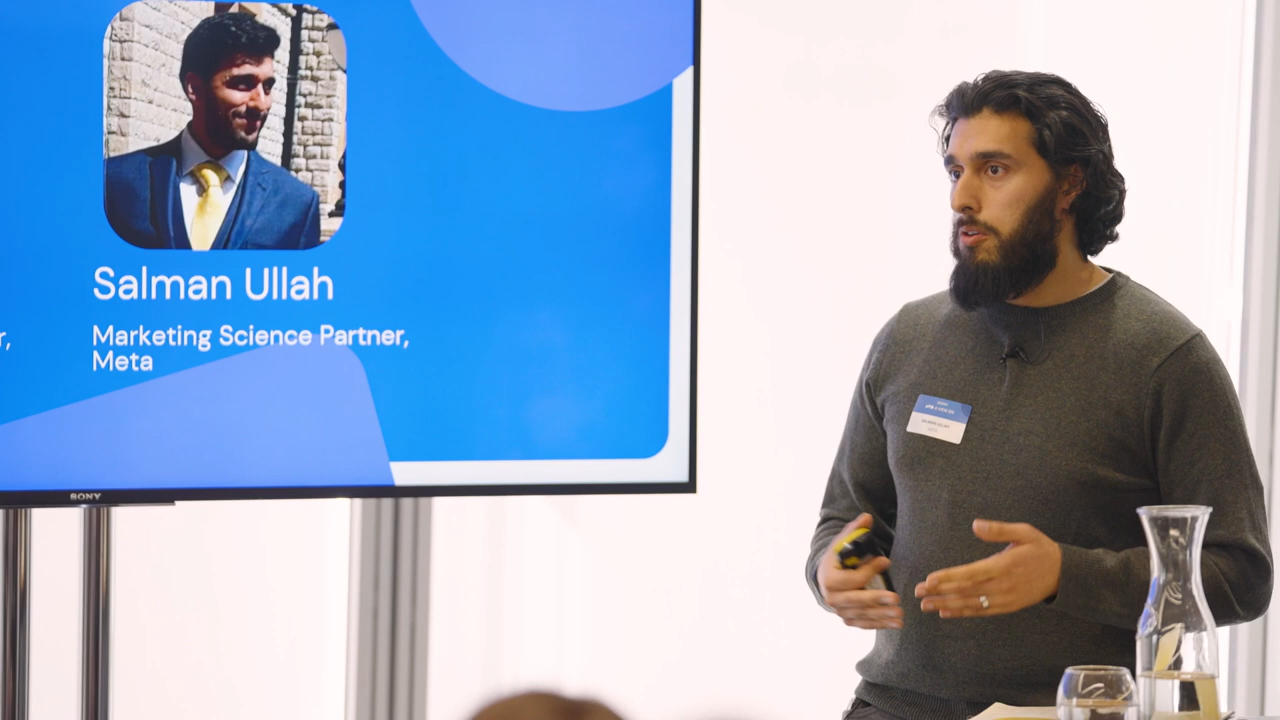 Salman Ullah
r,
Marketing Science Partner,
Meta
SONY